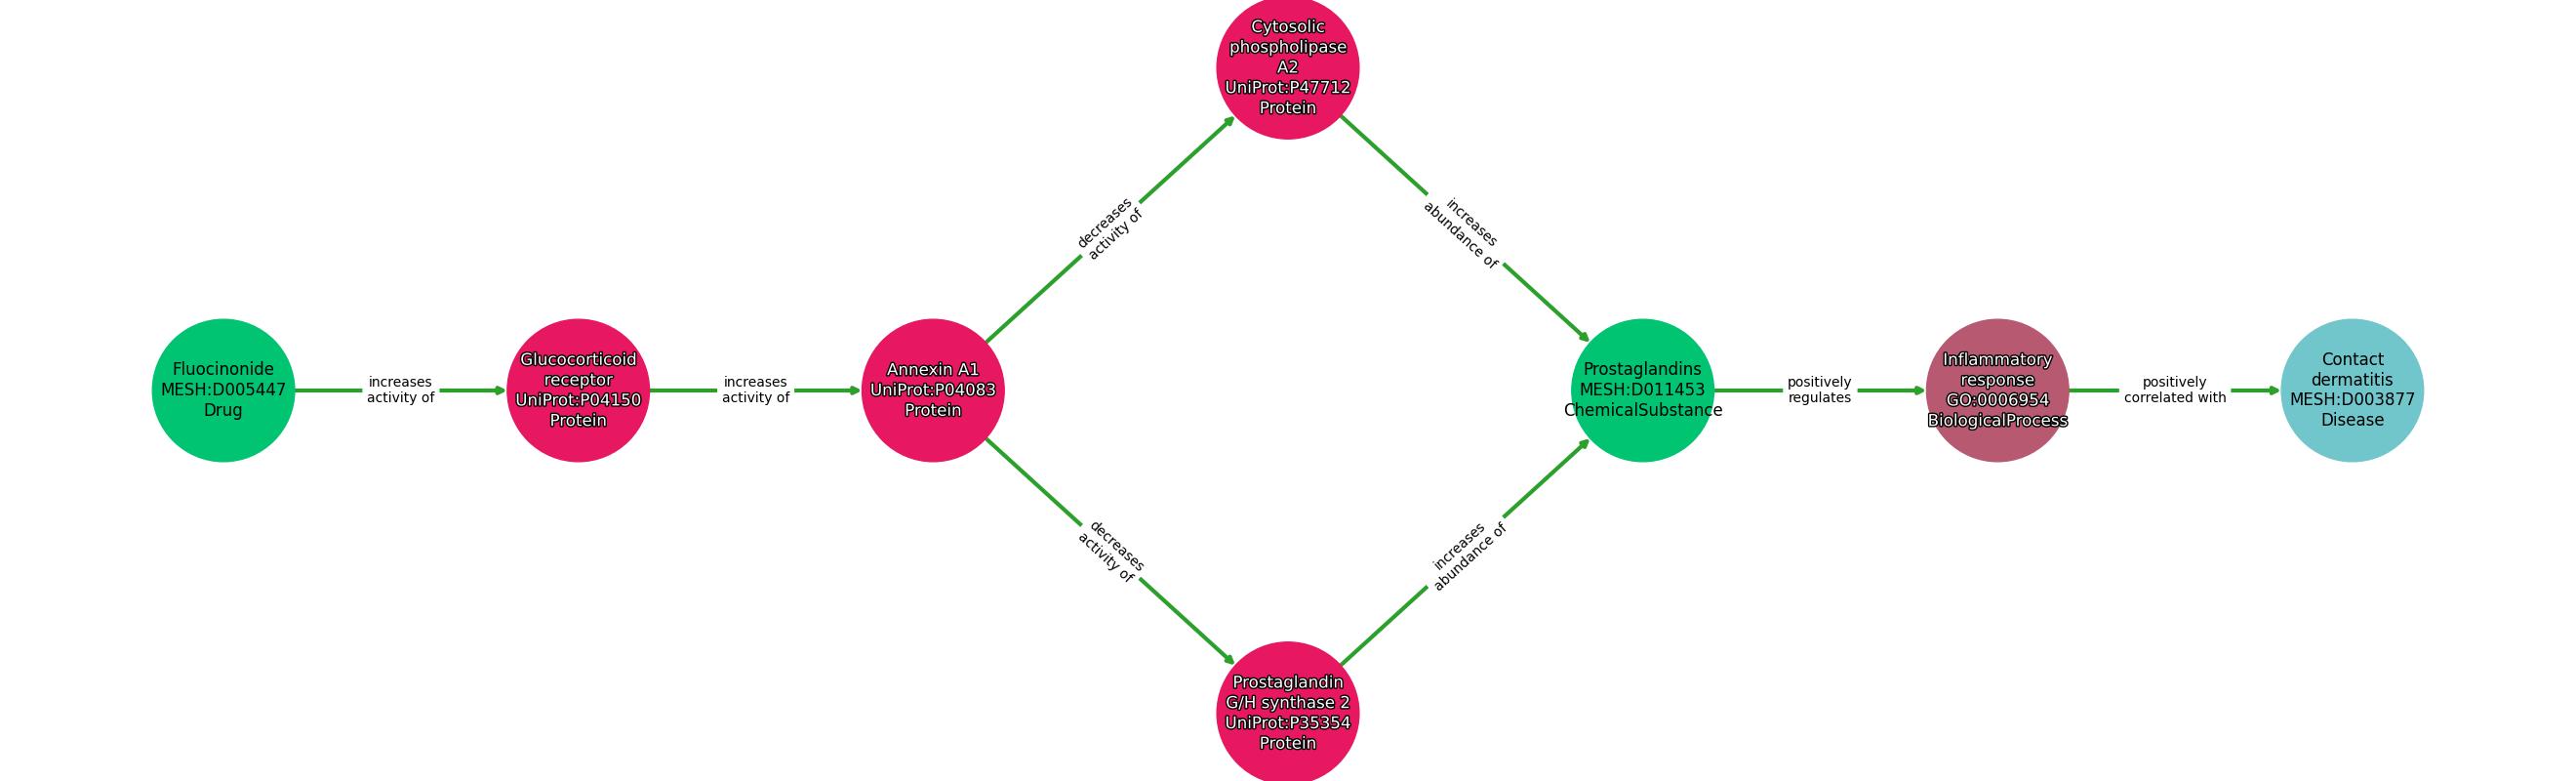 Cytosolic
phospholipase
A2
UniProt:P47712
Protein
decreases
activity of
increases
abundance of
Fluocinonide
MESH:D005447
Drug
increases
activity of
Glucocorticoid
receptor
UniProt:P04150
Protein
increases
activity of
Annexin A1
UniProt:P04083
Protein
Prostaglandins
MESH:D011453
ChemicalSubstance
positively
regulates
Inflammatory
response
GO:0006954
BiologicalProcess
positively
correlated with
Contact
dermatitis
MESH:D003877
Disease
decreases
activity of
increases
abundance of
Prostaglandin
G/H synthase 2
UniProt:P35354
Protein